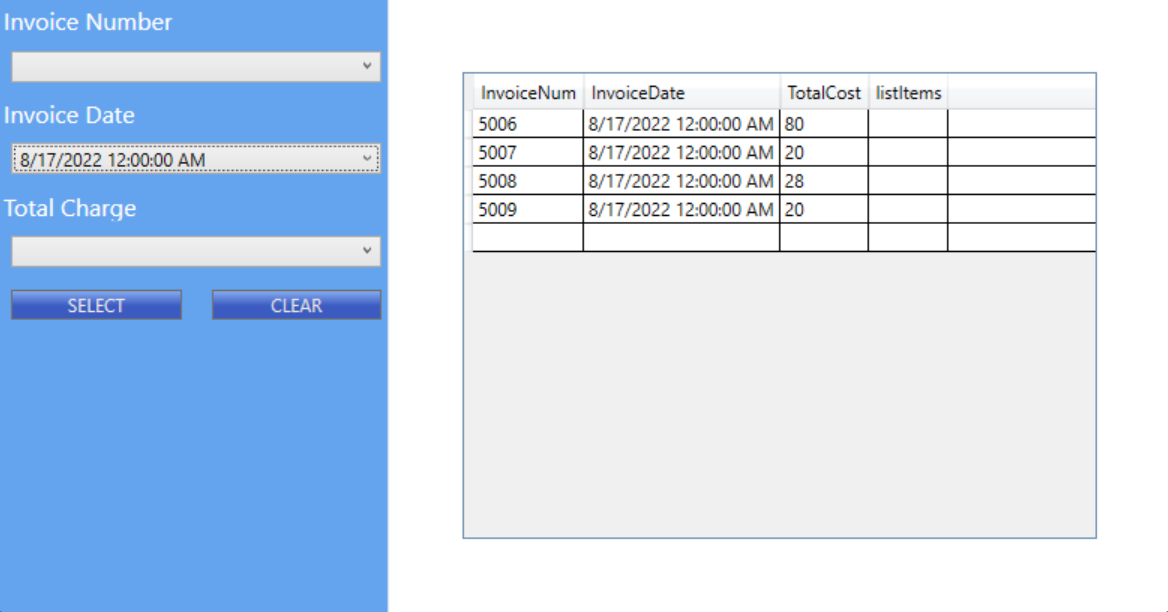 Invoice Number
Invoice Date
8/17/2022 12:00:00 AM
Total Charge
SELECT CLEAR
InvoiceNum InvoiceDate TotalCost listItems
5006 8/17/2022 12:00:00 AM 80
5007 8/17/2022 12:00:00 AM 20
5008 8/17/2022 12:00:00 AM 28
5009 8/17/2022 12:00:00 AM 20